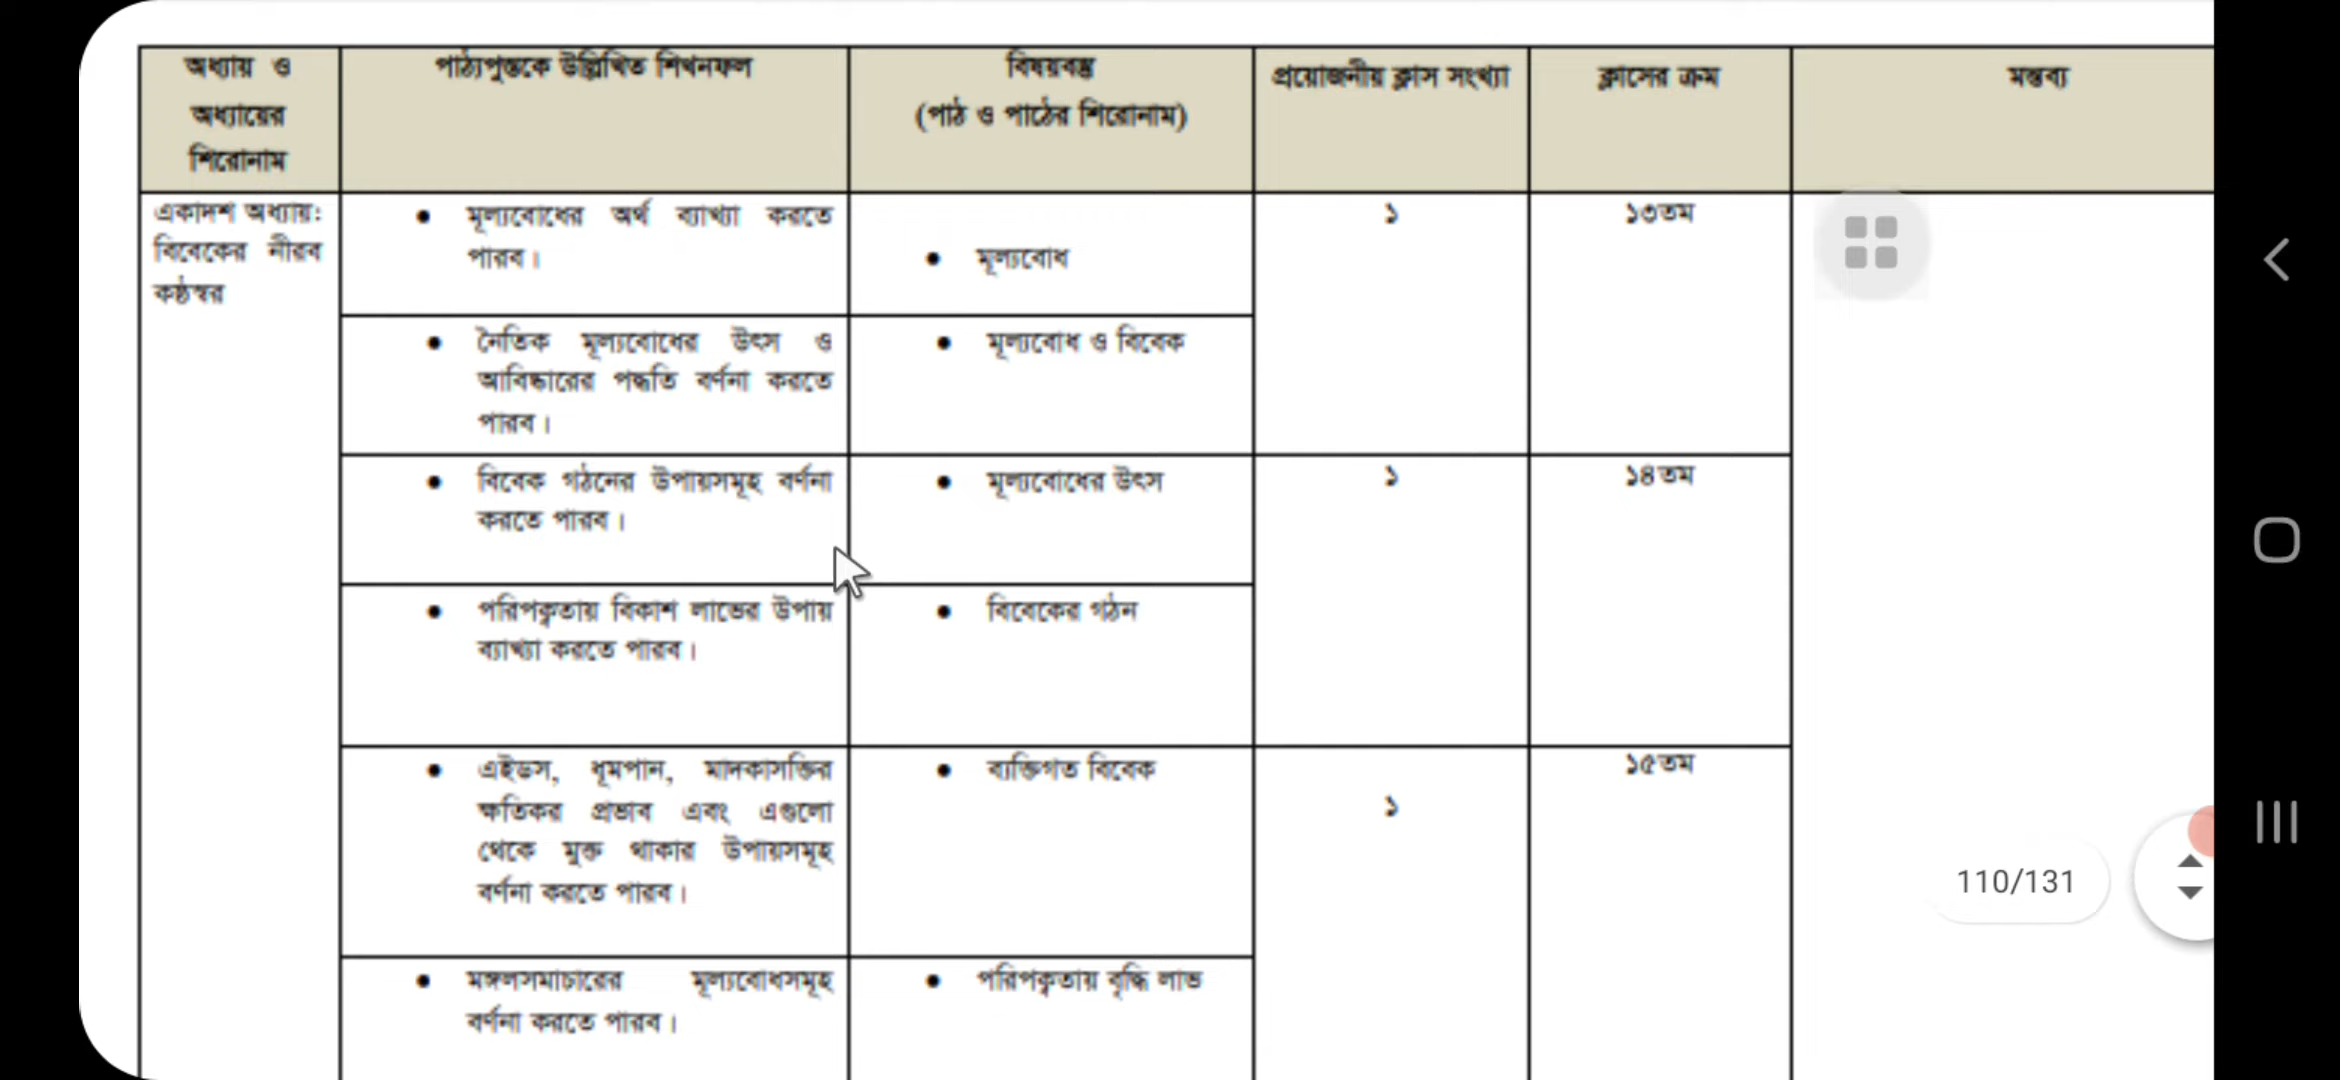 অধ্যায় ও
অধ্যায়ের
শিরোনাম
পাঠ্যপুস্তকে উল্লিখিত শিখনফল
বিষয়বস্তু
(পাঠ ও পাঠের শিরোনাম)
প্রয়োজনীয় ক্লাস সংখ্যা
ক্লাসের ক্রম
মন্তব্য
একাদশ অধ্যায়:
বিবেকের নীরব
কণ্ঠস্বর
• মূল্যবোধের অর্থ ব্যাখ্যা করতে
পারব।
• মূল্যবোধ
১
১৩তম
• নৈতিক মূল্যবোধের উৎস ও
আবিষ্কারের পদ্ধতি বর্ণনা করতে
পারব।
• মূল্যবোধ ও বিবেক
• বিবেক গঠনের উপায়সমূহ বর্ণনা
করতে পারব।
• মূল্যবোধের উৎস
১
১৪তম
• পরিপক্বতায় বিকাশ লাভের উপায়
ব্যাখ্যা করতে পারব।
• বিবেকের গঠন
• এইডস, ধূমপান, মাদকাসক্তির
ক্ষতিকর প্রভাব এবং এগুলো
থেকে মুক্ত থাকার উপায়সমূহ
বর্ণনা করতে পারব।
• ব্যক্তিগত বিবেক
১
১৫তম
• মঙ্গলসমাচারের মূল্যবোধসমূহ
বর্ণনা করতে পারব।
• পরিপক্বতায় বৃদ্ধি লাভ
110/131